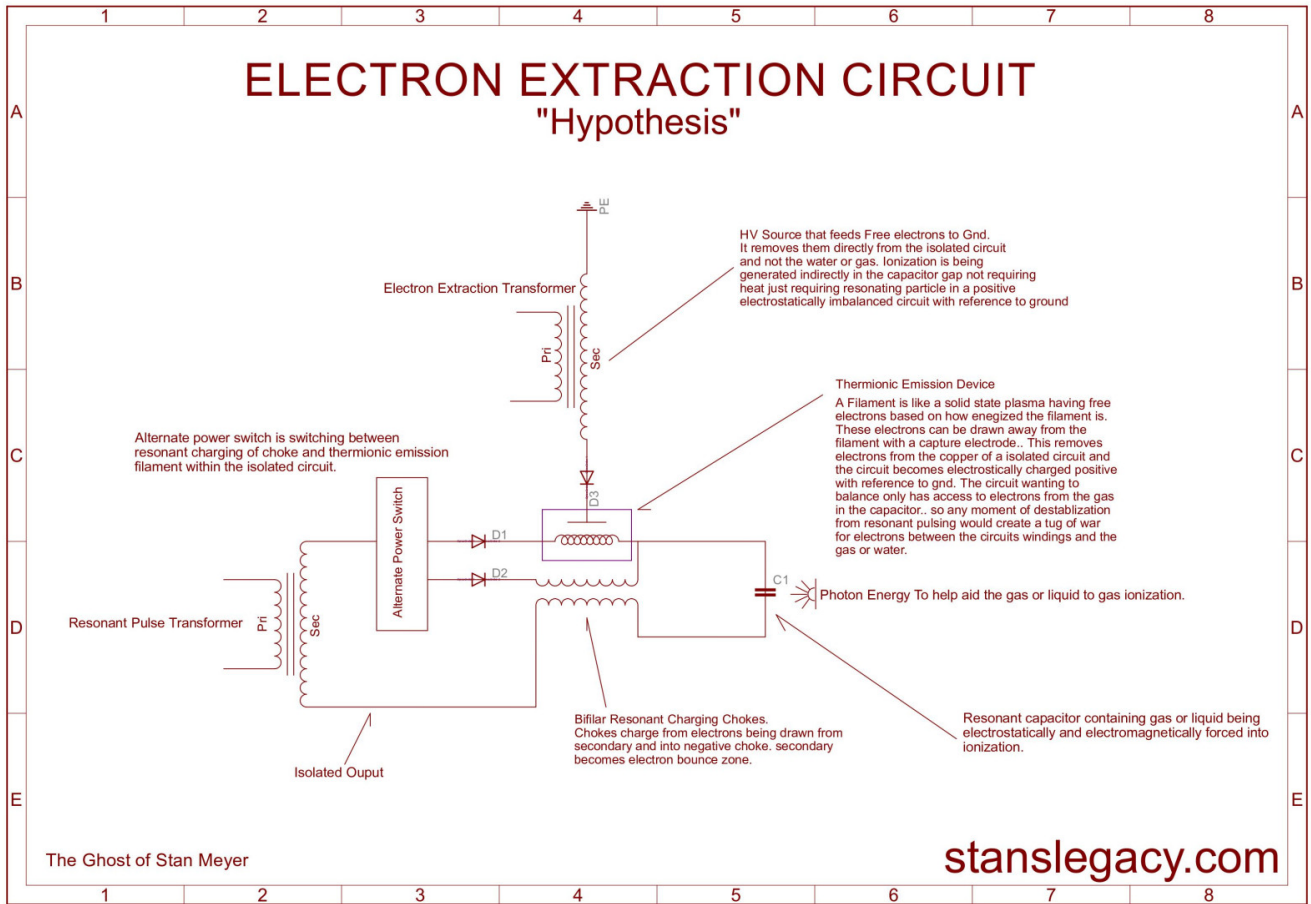 1 2 3 4 5 6 7 8
ELECTRON EXTRACTION CIRCUIT
"Hypothesis"
A A
PE
HV Source that feeds Free electrons to Gnd.
It removes them directly from the isolated circuit
and not the water or gas. Ionization is being
generated indirectly in the capacitor gap not requiring
heat just requiring resonating particle in a positive
electrostatically imbalanced circuit with reference to ground
B B
Electron Extraction Transformer
Pri
Sec
Thermionic Emission Device
A Filament is like a solid state plasma having free
electrons based on how enegized the filament is.
These electrons can be drawn away from the
filament with a capture electrode.. This removes
electrons from the copper of a isolated circuit and
the circuit becomes electrostically charged positive
with reference to gnd. The circuit wanting to
balance only has access to electrons from the gas
in the capacitor.. so any moment of destablization
from resonant pulsing would create a tug of war
for electrons between the circuits windings and the
gas or water.
Alternate power switch is switching between
resonant charging of choke and thermionic emission
filament within the isolated circuit.
C C
D3
Alternate Power Switch
D1
D2
C1
Photon Energy To help aid the gas or liquid to gas ionization.
Resonant Pulse Transformer
Pri
Sec
D D
Bifilar Resonant Charging Chokes.
Chokes charge from electrons being drawn from
secondary and into negative choke. secondary
becomes electron bounce zone.
Resonant capacitor containing gas or liquid being
electrostatically and electromagnetically forced into
ionization.
Isolated Ouput
E E
The Ghost of Stan Meyer
stanslegacy.com
1 2 3 4 5 6 7 8